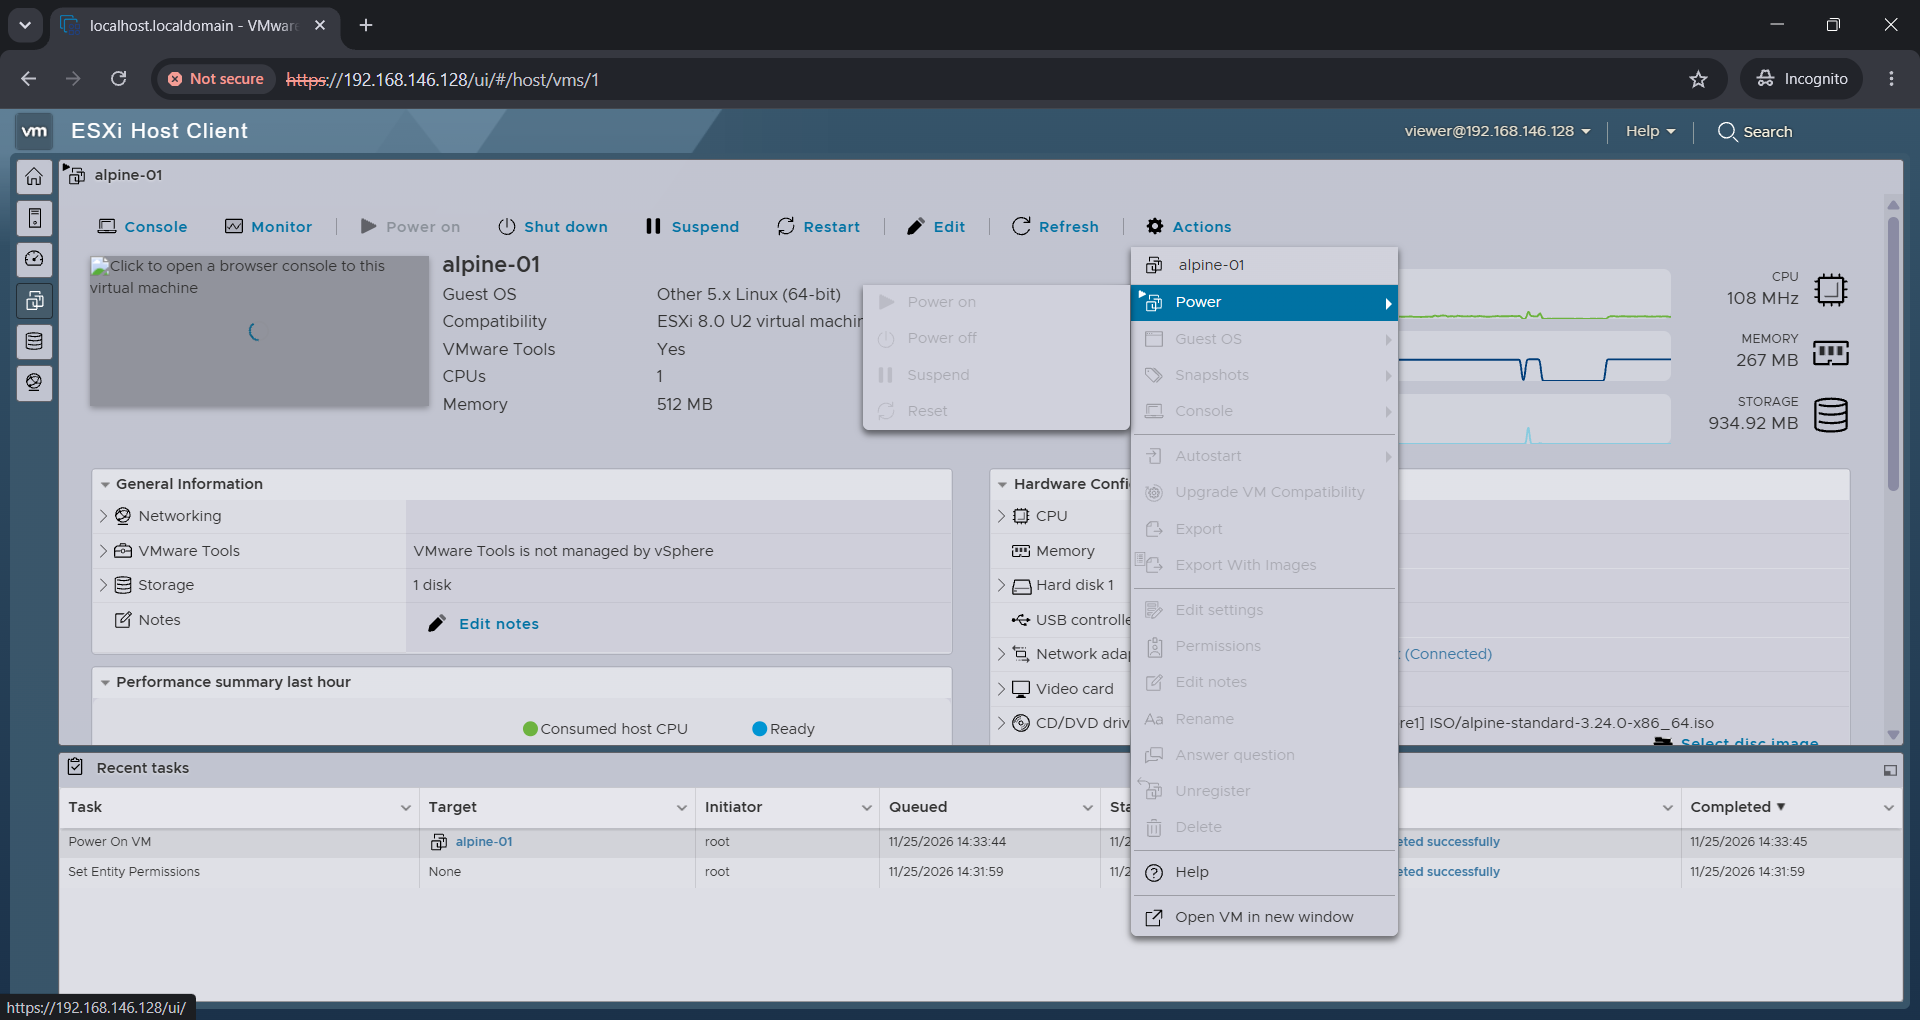 localhost.localdomain - VMwar
Not secure https://192.168.146.128/ui/#/host/vms/1
Incognito
vm ESXi Host Client
viewer@192.168.146.128
Help
Search
alpine-01
Console Monitor Power on Shut down Suspend Restart Edit Refresh Actions
Click to open a browser console to this
virtual machine
alpine-01
Guest OS Other 5.x Linux (64-bit)
Compatibility ESXi 8.0 U2 virtual machin
VMware Tools Yes
CPUs 1
Memory 512 MB
Power on
Power off
Suspend
Reset
alpine-01
Power
Guest OS
Snapshots
Console
Autostart
Upgrade VM Compatibility
Export
Export With Images
Edit settings
Permissions
Edit notes
Rename
Answer question
Unregister
Delete
Help
Open VM in new window
CPU
108 MHz
MEMORY
267 MB
STORAGE
934.92 MB
General Information
Networking
VMware Tools VMware Tools is not managed by vSphere
Storage 1 disk
Notes Edit notes
Performance summary last hour
Consumed host CPU Ready
Hardware Confi
CPU
Memory
Hard disk 1
USB controlle
Network adap : (Connected)
Video card
CD/DVD driv re1] ISO/alpine-standard-3.24.0-x86_64.iso
Select disc image
Recent tasks
Task Target Initiator Queued Sta Completed ▼
Power On VM alpine-01 root 11/25/2026 14:33:44 11/2 eted successfully 11/25/2026 14:33:45
Set Entity Permissions None root 11/25/2026 14:31:59 11/2 eted successfully 11/25/2026 14:31:59
https://192.168.146.128/ui/